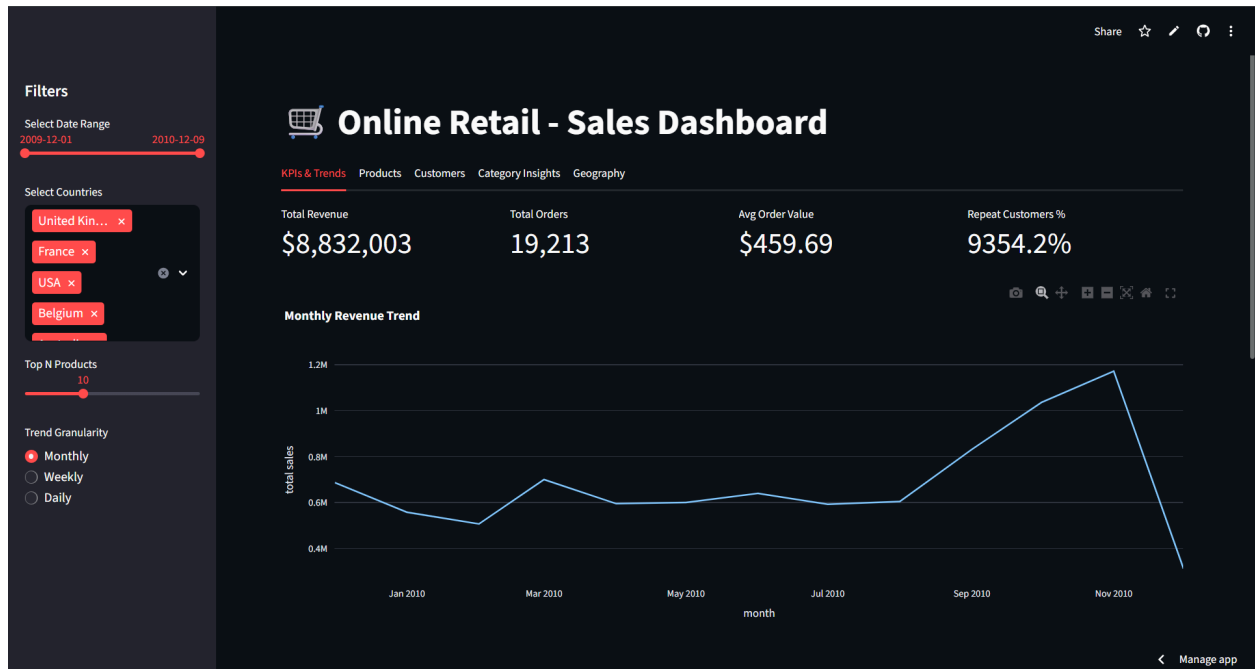 Share
Filters
Select Date Range
2009-12-01 2010-12-09
Select Countries
United Kin... ×
France ×
USA ×
Belgium ×
Top N Products
10
Trend Granularity
Monthly
Weekly
Daily
Online Retail - Sales Dashboard
KPIs & Trends Products Customers Category Insights Geography
Total Revenue Total Orders Avg Order Value Repeat Customers %
$8,832,003 19,213 $459.69 9354.2%
Monthly Revenue Trend
1.2M
1M
0.8M
0.6M
0.4M
total sales
Jan 2010 Mar 2010 May 2010 Jul 2010 Sep 2010 Nov 2010
month
Manage app